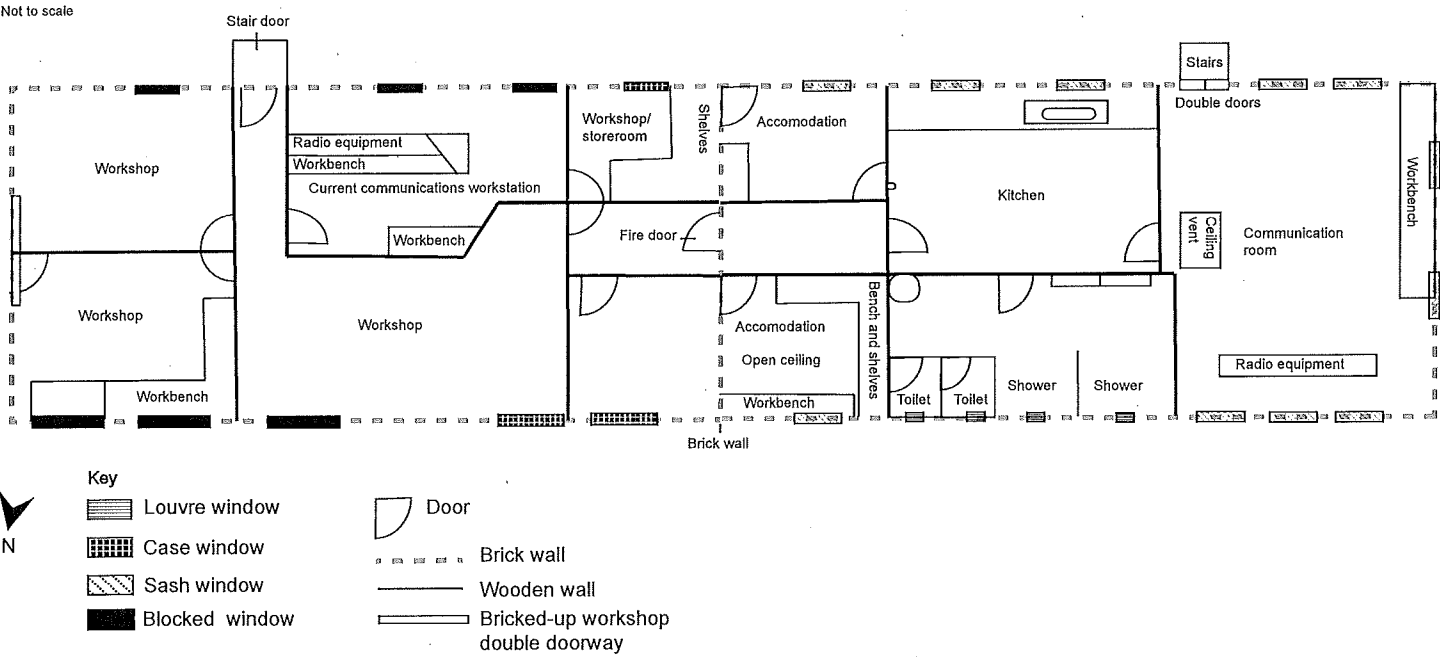 Not to scale
Stair door
Stairs
Double doors
Workshop
Radio equipment
Workbench
Current communications workstation
Workbench
Workshop/
storeroom
Shelves
Accomodation
Kitchen
Ceiling
vent
Communication
room
Workbench
Fire door
Workshop
Workbench
Workshop
Accomodation
Open ceiling
Workbench
Bench and shelves
Toilet
Toilet
Shower
Shower
Radio equipment
Brick wall
N
Key
Louvre window
Case window
Sash window
Blocked window
Door
Brick wall
Wooden wall
Bricked-up workshop
double doorway